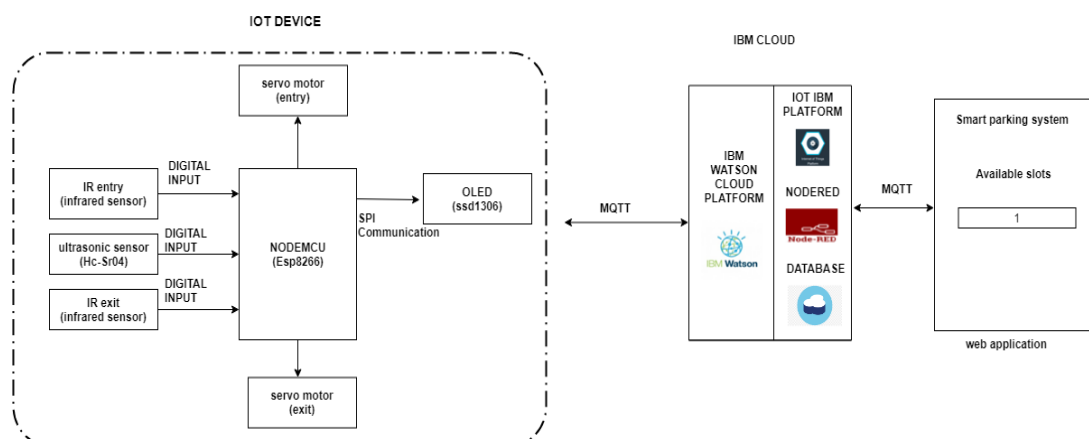 IOT DEVICE
IBM CLOUD
servo motor
(entry)
DIGITAL
INPUT
IR entry
(infrared sensor)
DIGITAL
INPUT
ultrasonic sensor
(Hc-Sr04)
DIGITAL
INPUT
IR exit
(infrared sensor)
NODEMCU
(Esp8266)
SPI
Communication
OLED
(ssd1306)
servo motor
(exit)
MQTT
IBM
WATSON
CLOUD
PLATFORM
IBM Watson
IOT IBM
PLATFORM
NODERED
Node-RED
DATABASE
MQTT
Smart parking system
Available slots
1
web application